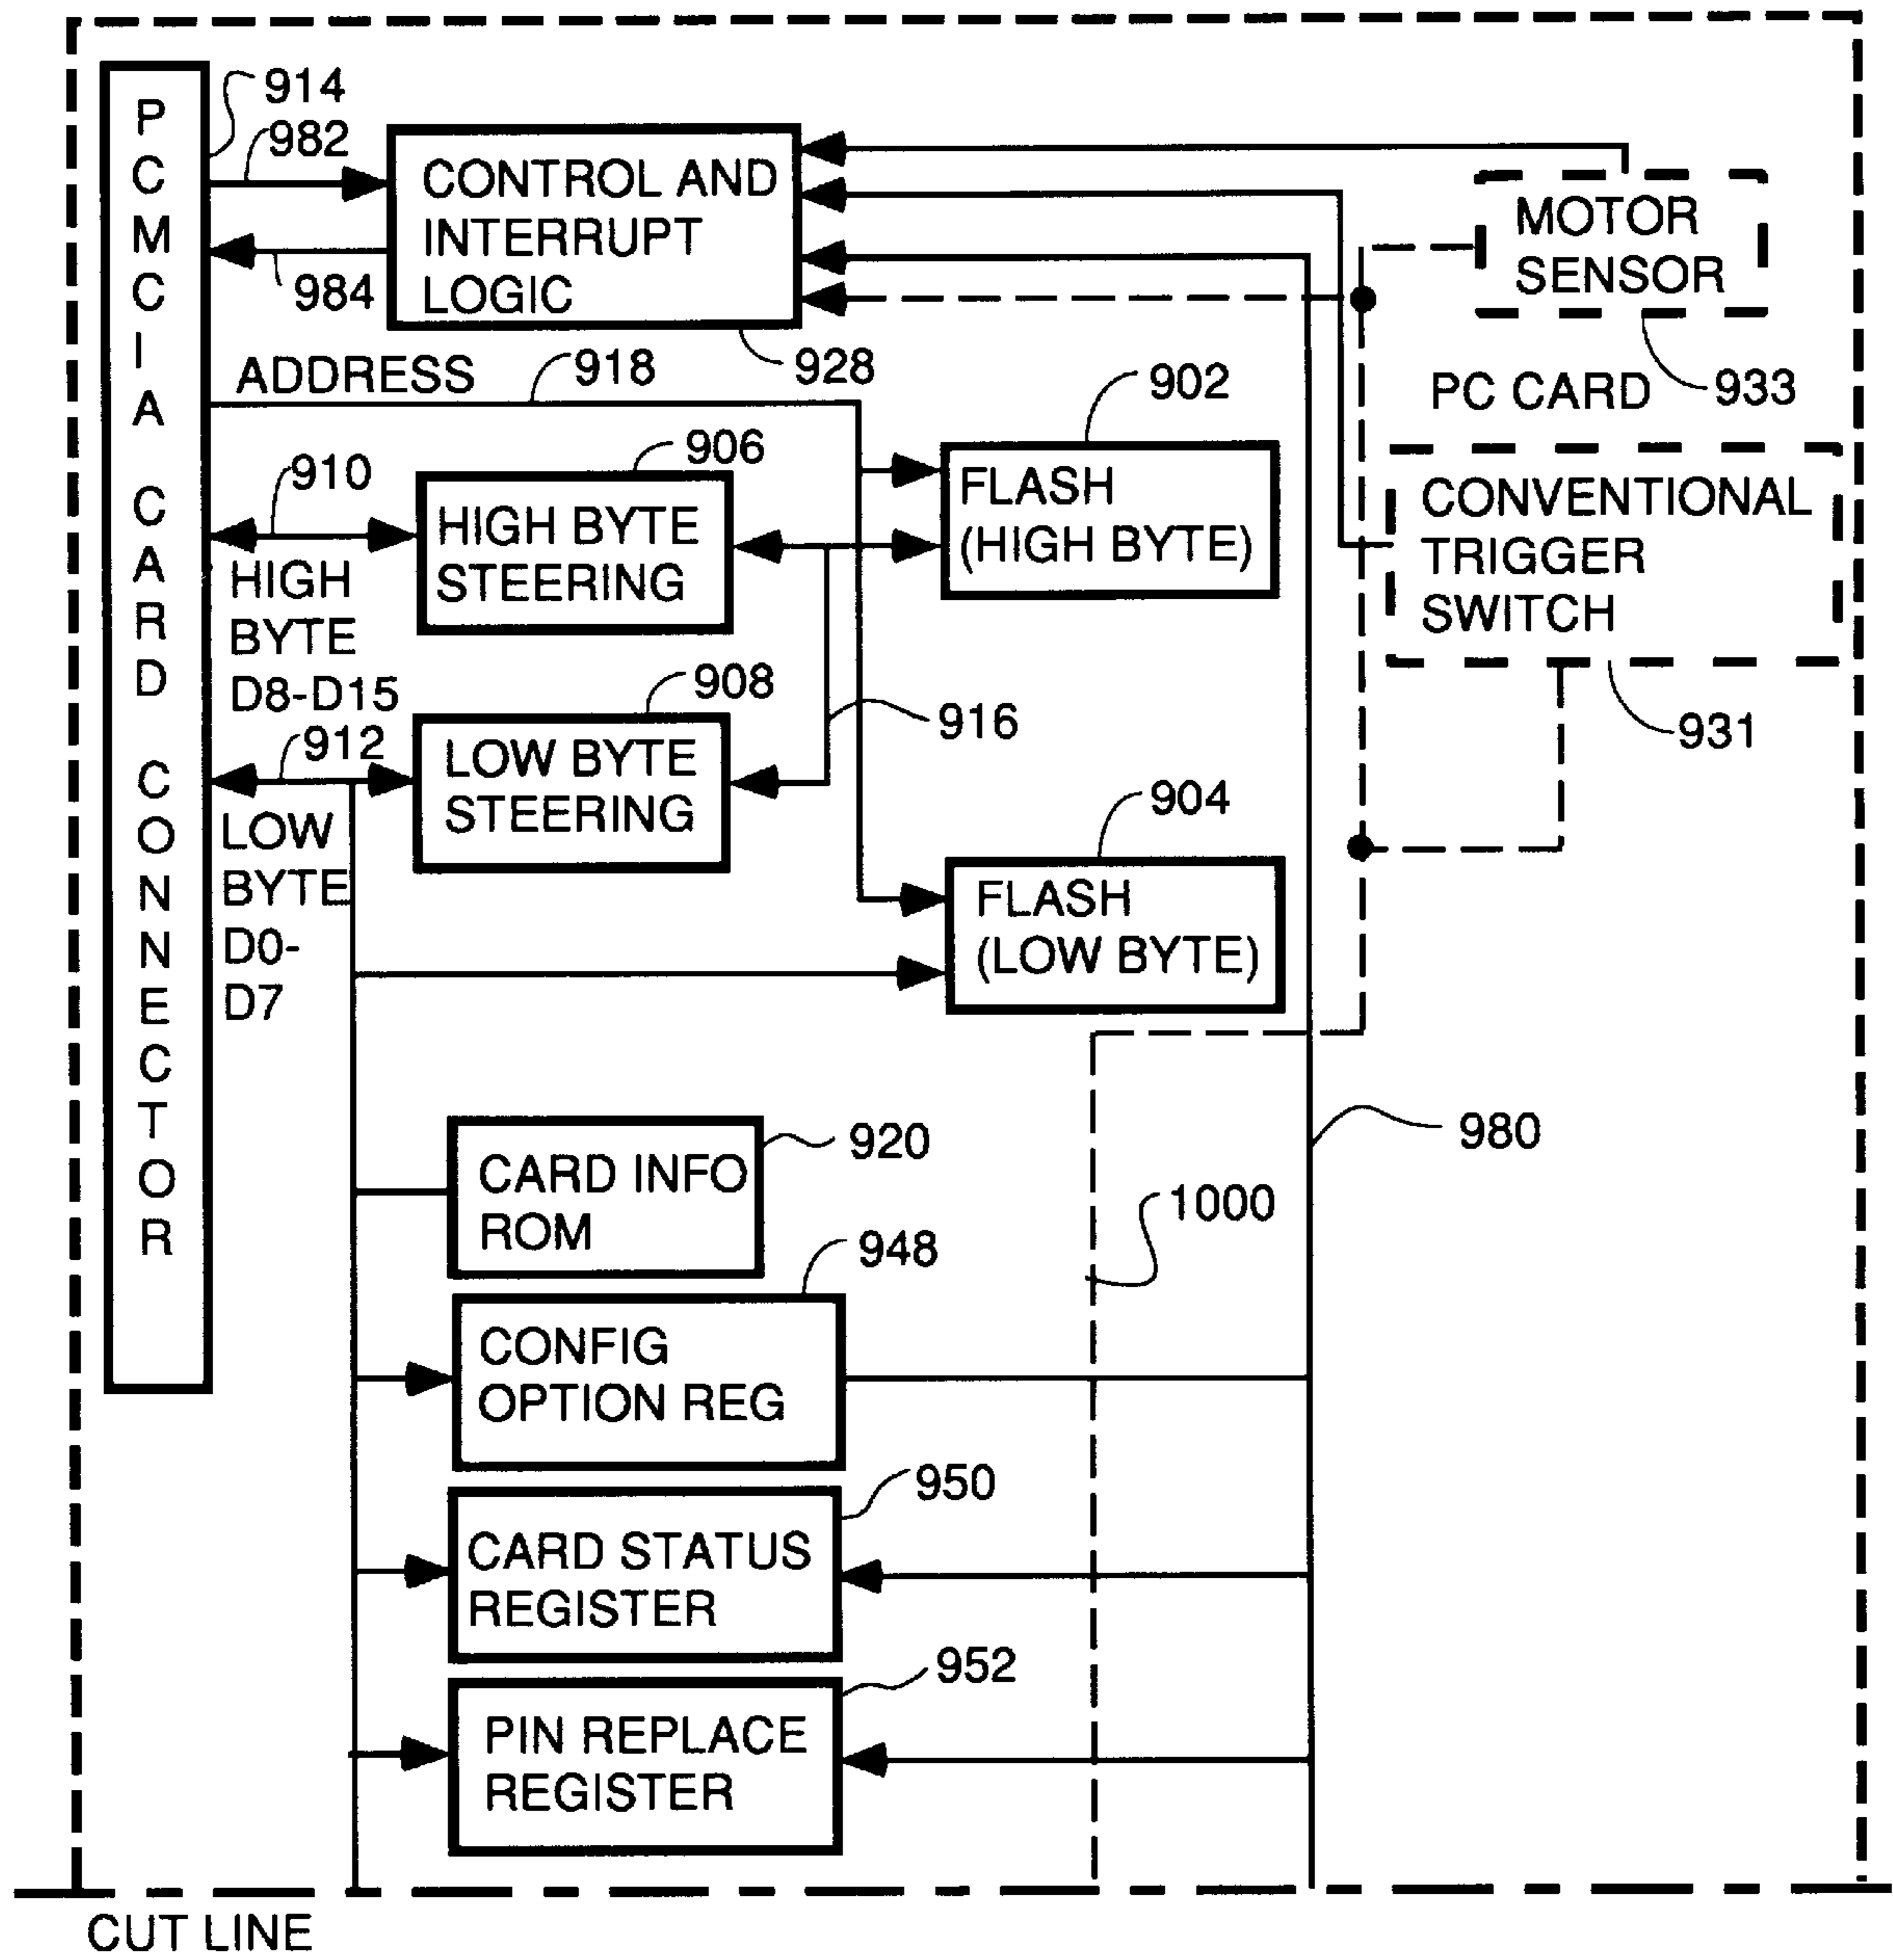 PCMCIA CARD CONNECTOR
914
982
984
CONTROL AND
INTERRUPT
LOGIC
928
MOTOR
SENSOR
933
PC CARD
ADDRESS
918
902
906
910
HIGH BYTE
STEERING
FLASH
(HIGH BYTE)
CONVENTIONAL
TRIGGER
SWITCH
931
HIGH
BYTE
D8-D15
908
916
912
LOW BYTE
STEERING
904
LOW
BYTE
D0-
D7
FLASH
(LOW BYTE)
980
920
CARD INFO
ROM
1000
948
CONFIG
OPTION REG
950
CARD STATUS
REGISTER
952
PIN REPLACE
REGISTER
CUT LINE